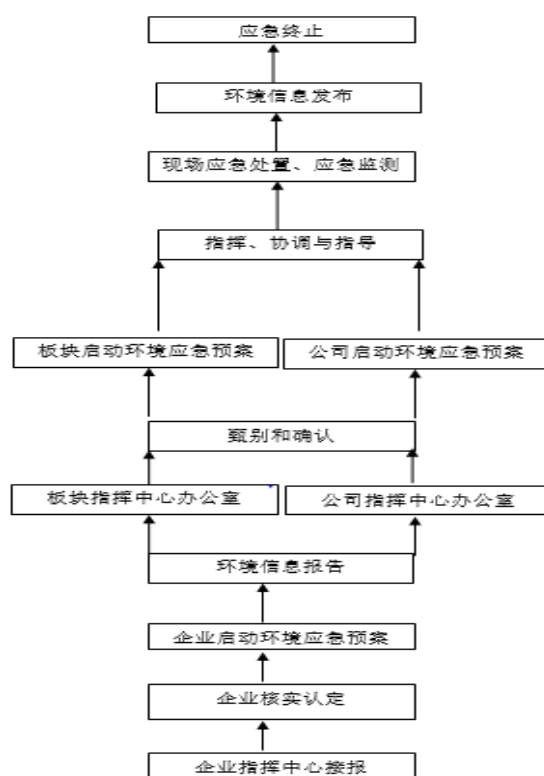 应急终止
环境信息发布
现场应急处置、应急监测
指挥、协调与指导
板块启动环境应急预案
公司启动环境应急预案
甄别和确认
板块指挥中心办公室
公司指挥中心办公室
环境信息报告
企业启动环境应急预案
企业核实认定
企业指挥中心接报